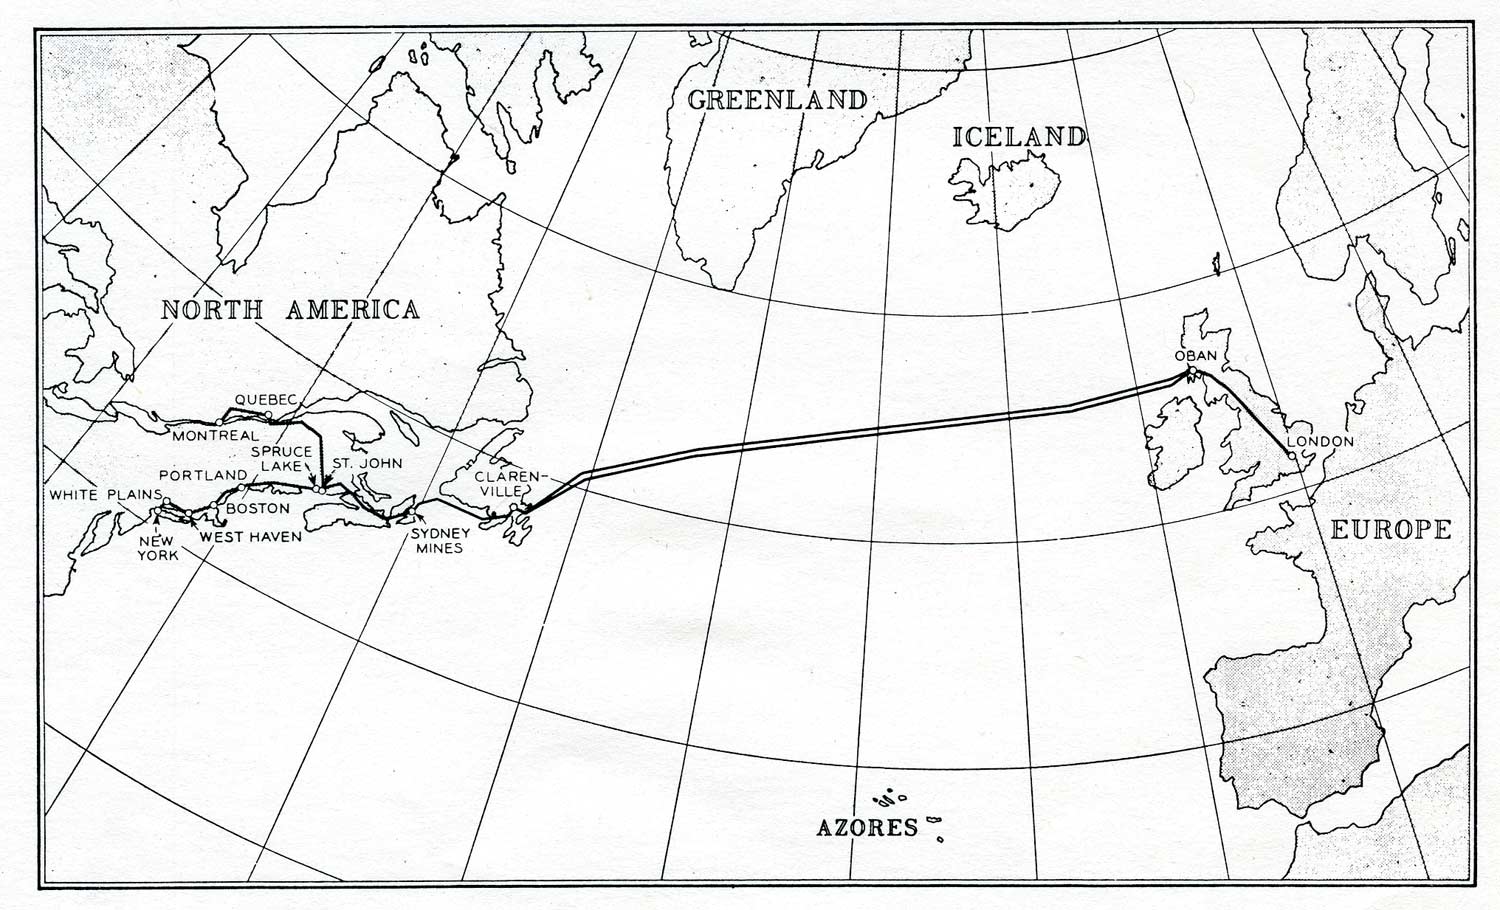 GREENLAND
ICELAND
NORTH AMERICA
OBAN
QUEBEC
MONTREAL
LONDON
SPRUCE
LAKE
ST. JOHN
PORTLAND
CLAREN-
VILLE
WHITE PLAINS
BOSTON
EUROPE
NEW
YORK
WEST HAVEN
SYDNEY
MINES
AZORES